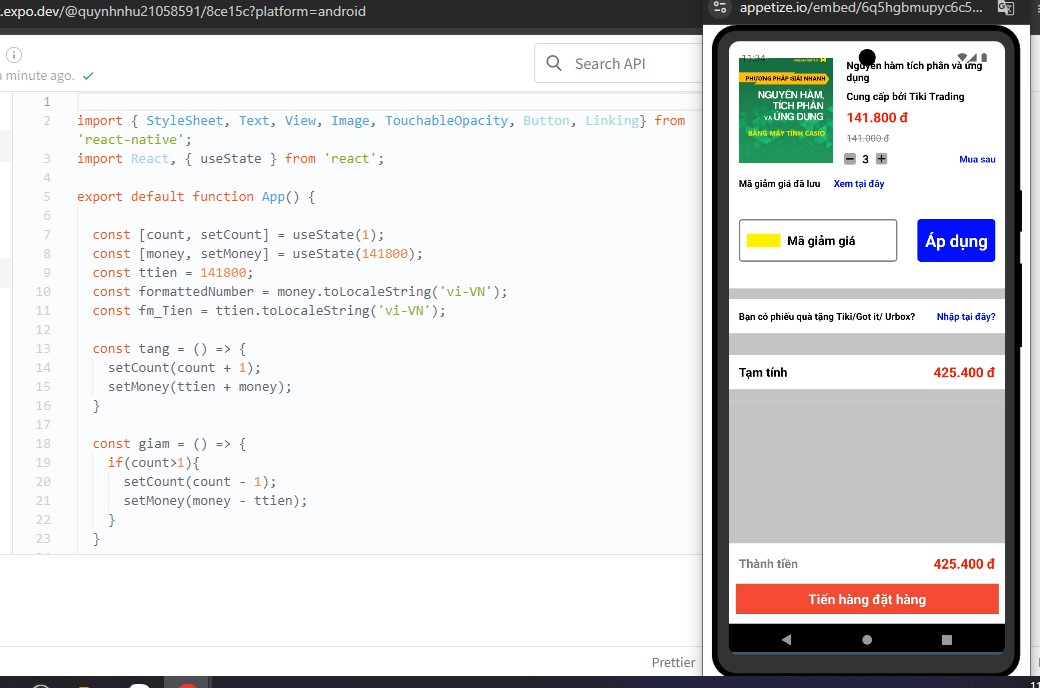 .expo.dev/@quynhnhu21058591/8ce15c?platform=android
minute ago.
Search API
1
2 import { StyleSheet, Text, View, Image, TouchableOpacity, Button, Linking} from
'react-native';
3 import React, { useState } from 'react';
4
5 export default function App() {
6
7 const [count, setCount] = useState(1);
8 const [money, setMoney] = useState(141800);
9 const ttien = 141800;
10 const formattedNumber = money.toLocaleString('vi-VN');
11 const fm_Tien = ttien.toLocaleString('vi-VN');
12
13 const tang = () => {
14 setCount(count + 1);
15 setMoney(ttien + money);
16 }
17
18 const giam = () => {
19 if(count>1){
20 setCount(count - 1);
21 setMoney(money - ttien);
22 }
23 }
Prettier
appetize.io/embed/6q5hgbmupyc6c5...
11:34
PHƯƠNG PHÁP GIẢI NHANH
NGUYÊN HÀM,
TÍCH PHÂN
VÀ ỨNG DỤNG
BẰNG MÁY TÍNH CASIO
Nguyên hàm tích phân và ứng
dụng
Cung cấp bởi Tiki Trading
141.800 đ
141.000 đ
3
Mua sau
Mã giảm giá đã lưu Xem tại đây
Mã giảm giá
Áp dụng
Bạn có phiếu quà tặng Tiki/Got it/ Urbox? Nhập tại đây?
Tạm tính 425.400 đ
Thành tiền 425.400 đ
Tiến hàng đặt hàng